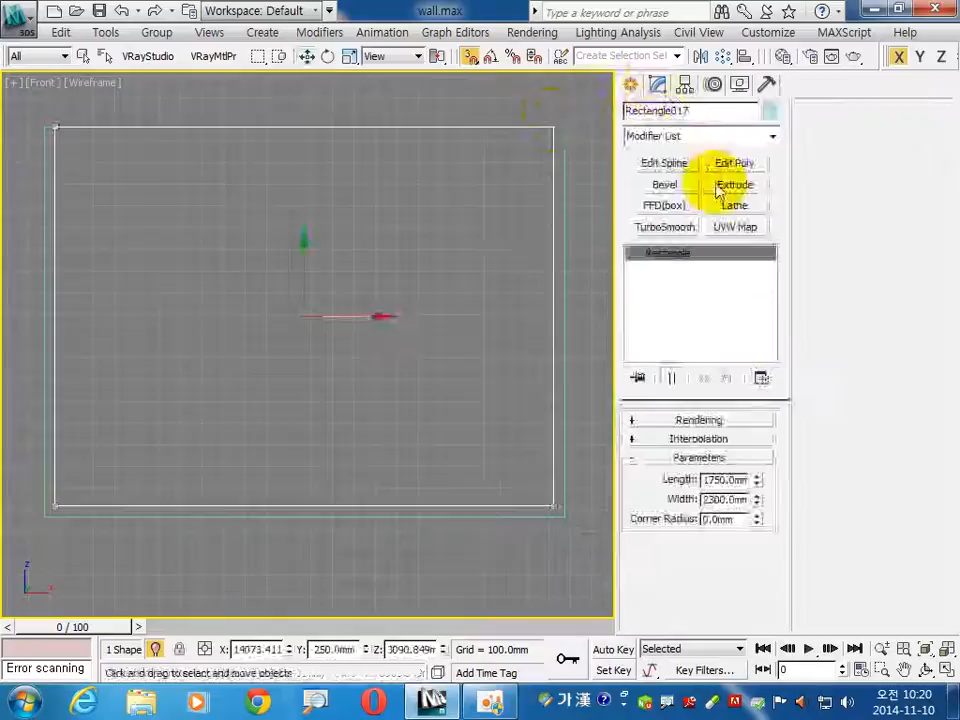 Workspace: Default
wall.max
Type a keyword or phrase
3DS
Edit Tools Group Views Create Modifiers Animation Graph Editors Rendering Lighting Analysis Civil View Customize MAXScript Help
All VRayStudio VRayMtlPr View 3 Create Selection Se X Y Z
[+] [Front] [Wireframe]
Rectangle017
Modifier List
Edit Spline Edit Poly
Bevel Extrude
FFD(box) Lathe
TurboSmooth UVW Map
Rectangle
+ Rendering
+ Interpolation
- Parameters
Length: 1750.0mm
Width: 2300.0mm
Corner Radius: 0.0mm
z
x
< 0 / 100 >
1 Shape X: 14073.411 Y: -250.0mm Z: 3090.849m Grid = 100.0mm Auto Key Selected
Error scanning Click and drag to select and move objects Add Time Tag Set Key Key Filters... 0
가 漢 오전 10:20
2014-11-10